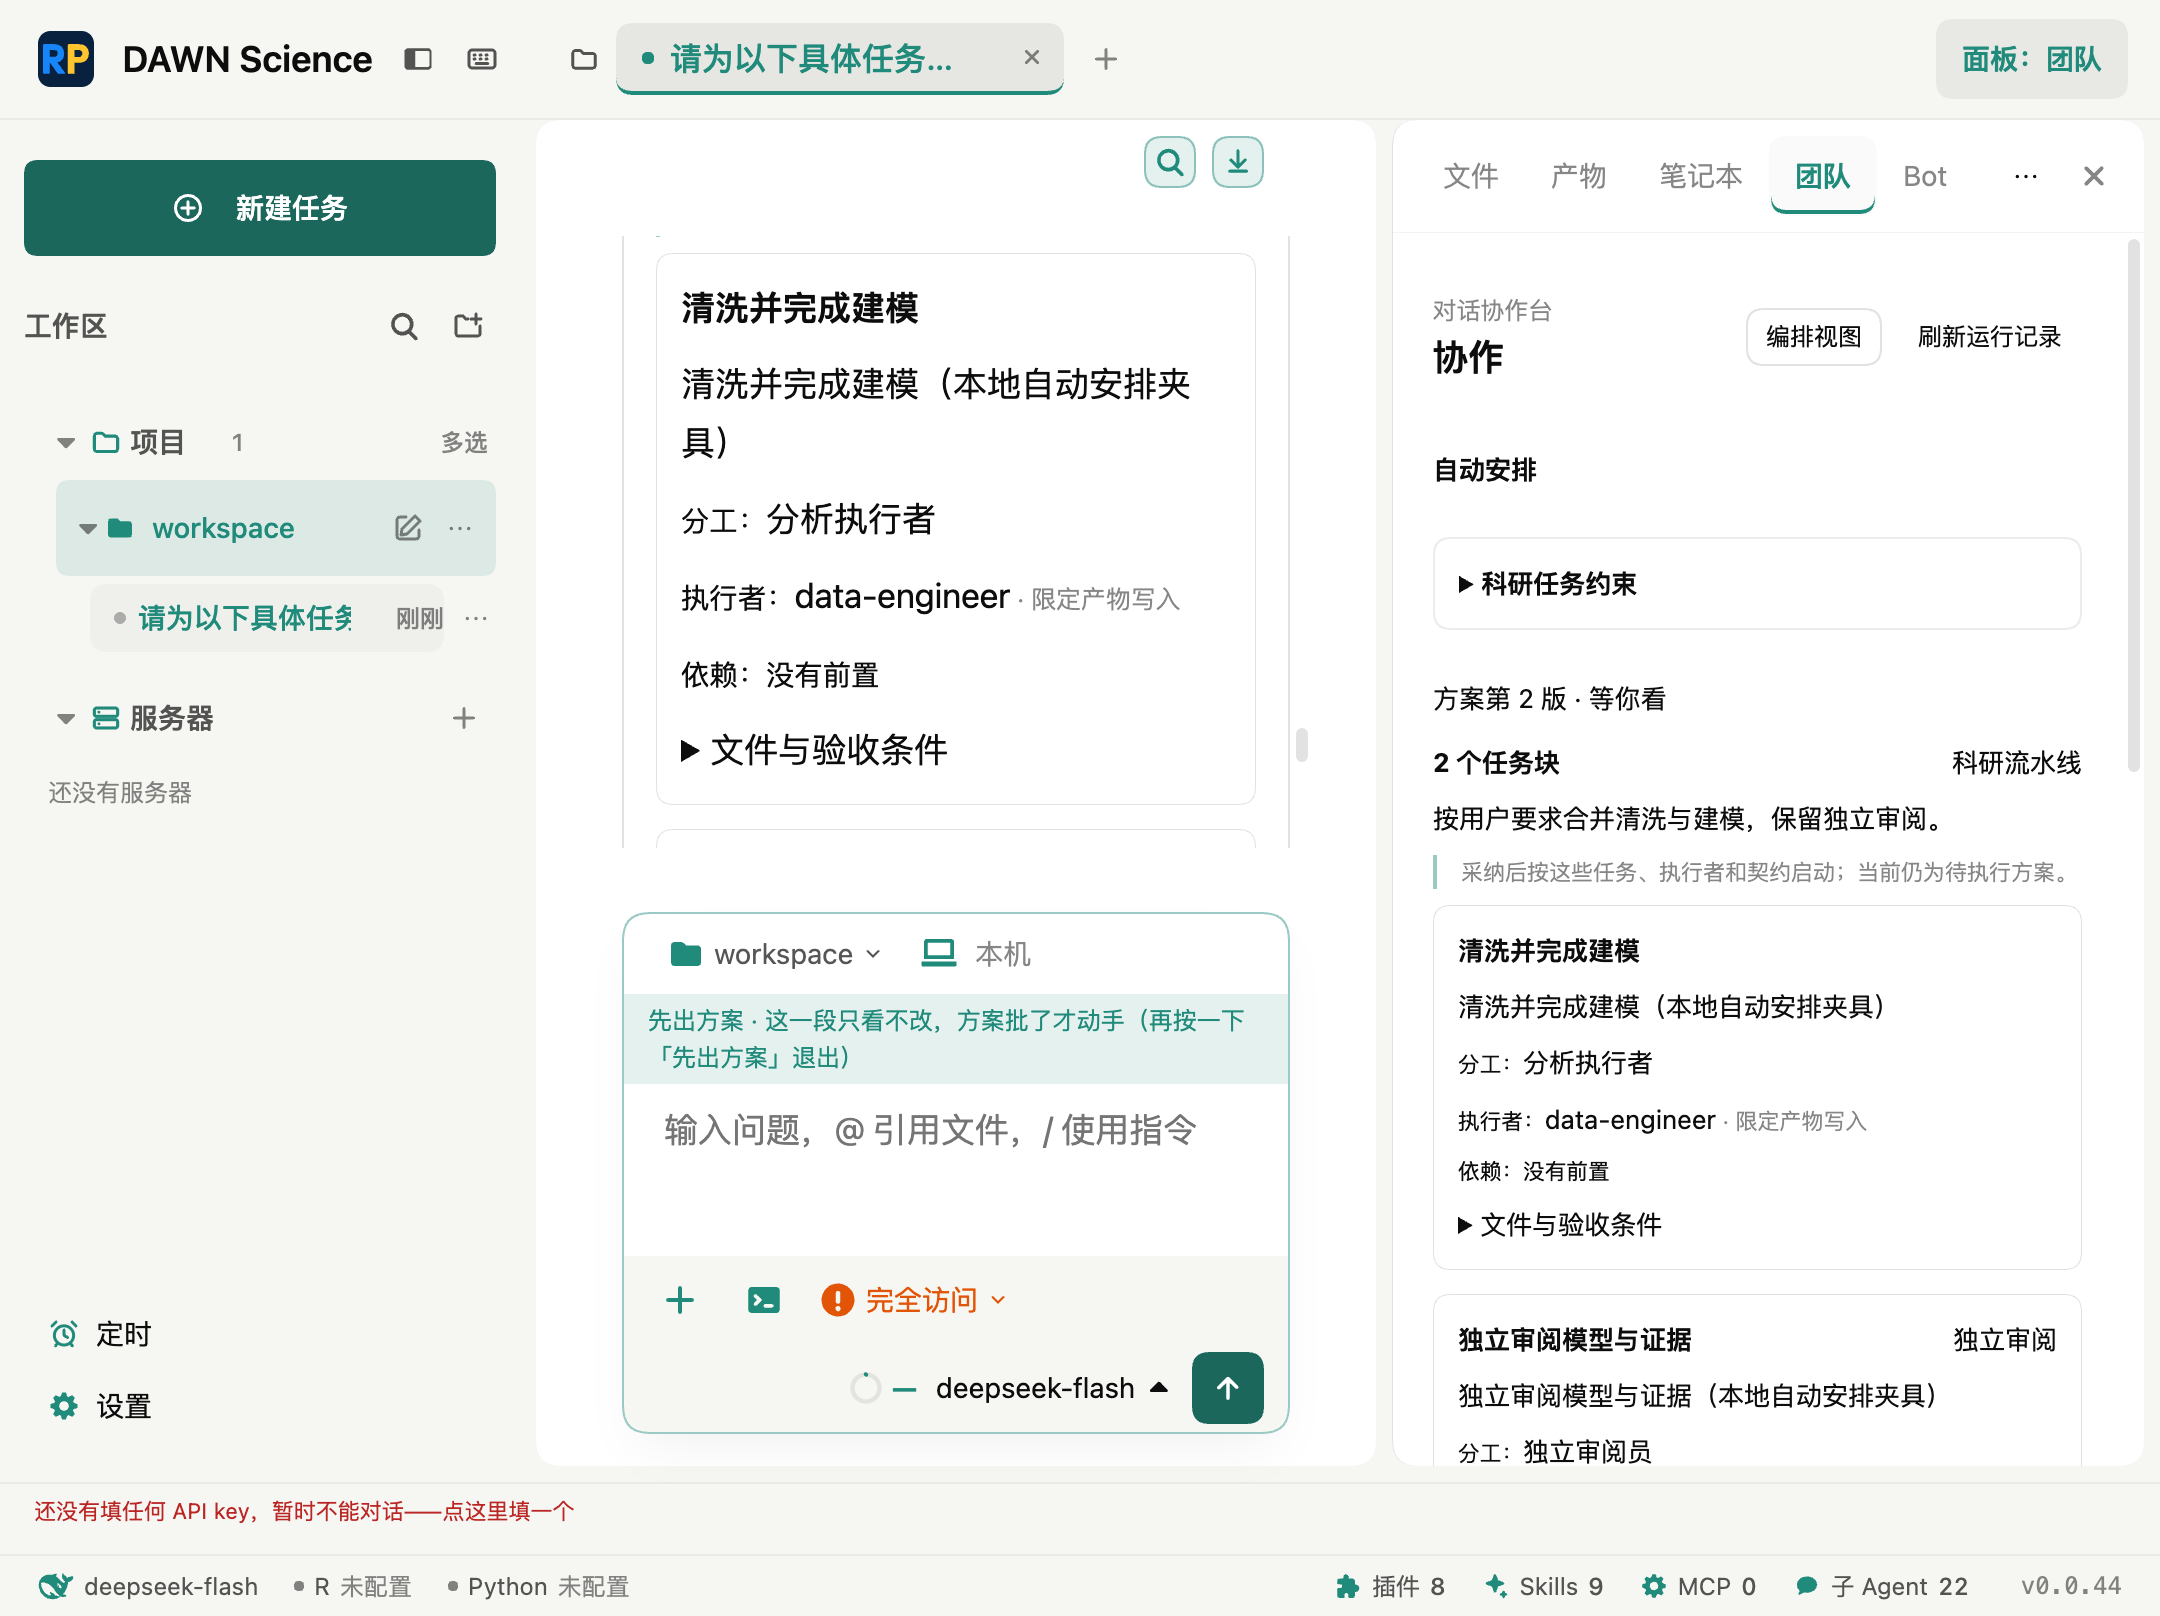 RP
DAWN Science
请为以下具体任务...
面板：团队
新建任务
工作区
项目 1 多选
workspace
请为以下具体任务 刚刚
服务器
还没有服务器
定时
设置
清洗并完成建模
清洗并完成建模（本地自动安排夹
具）
分工：分析执行者
执行者：data-engineer · 限定产物写入
依赖：没有前置
文件与验收条件
workspace 本机
先出方案 · 这一段只看不改，方案批了才动手（再按一下
「先出方案」退出）
输入问题，@ 引用文件，/ 使用指令
完全访问
deepseek-flash
文件 产物 笔记本 团队 Bot
对话协作台
协作
编排视图 刷新运行记录
自动安排
科研任务约束
方案第 2 版 · 等你看
2 个任务块 科研流水线
按用户要求合并清洗与建模，保留独立审阅。
采纳后按这些任务、执行者和契约启动；当前仍为待执行方案。
清洗并完成建模
清洗并完成建模（本地自动安排夹具）
分工：分析执行者
执行者：data-engineer · 限定产物写入
依赖：没有前置
文件与验收条件
独立审阅模型与证据 独立审阅
独立审阅模型与证据（本地自动安排夹具）
分工：独立审阅员
还没有填任何 API key，暂时不能对话——点这里填一个
deepseek-flash R 未配置 Python 未配置
插件 8 Skills 9 MCP 0 子 Agent 22 v0.0.44